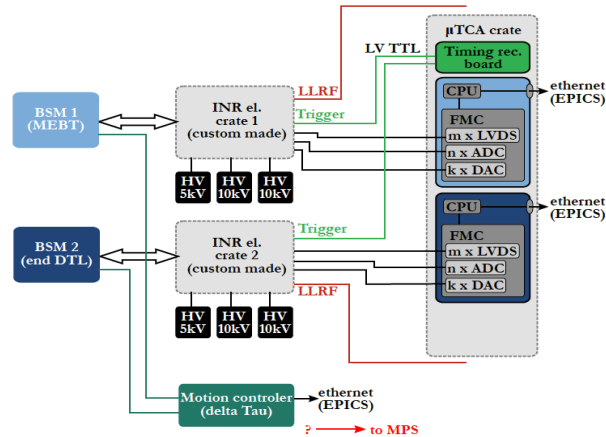 μTCA crate
LV TTL
Timing rec.
board
LLRF
CPU
ethernet
(EPICS)
BSM 1
(MEBT)
INR el.
crate 1
(custom made)
Trigger
FMC
m x LVDS
n x ADC
k x DAC
HV
5kV
HV
10kV
HV
10kV
CPU
ethernet
(EPICS)
Trigger
BSM 2
(end DTL)
INR el.
crate 2
(custom made)
FMC
m x LVDS
n x ADC
k x DAC
LLRF
HV
5kV
HV
10kV
HV
10kV
Motion controler
(delta Tau)
ethernet
(EPICS)
? to MPS